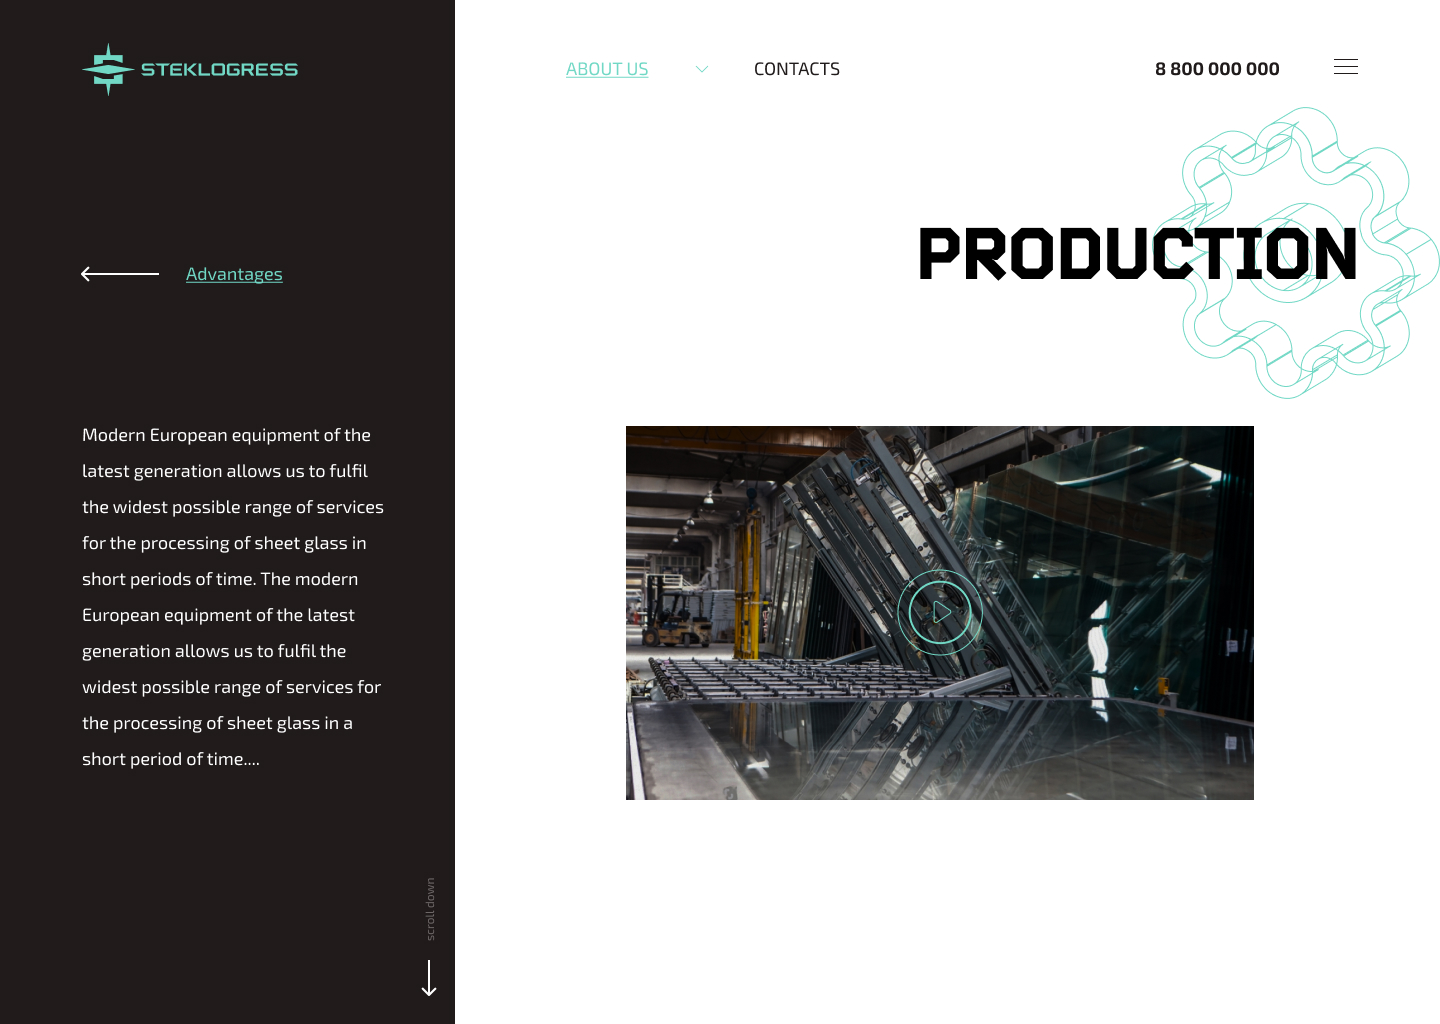 STEKLOGRESS
ABOUT US
CONTACTS
8 800 000 000
Advantages
PRODUCTION
Modern European equipment of the
latest generation allows us to fulfil
the widest possible range of services
for the processing of sheet glass in
short periods of time. The modern
European equipment of the latest
generation allows us to fulfil the
widest possible range of services for
the processing of sheet glass in a
short period of time....
scroll down